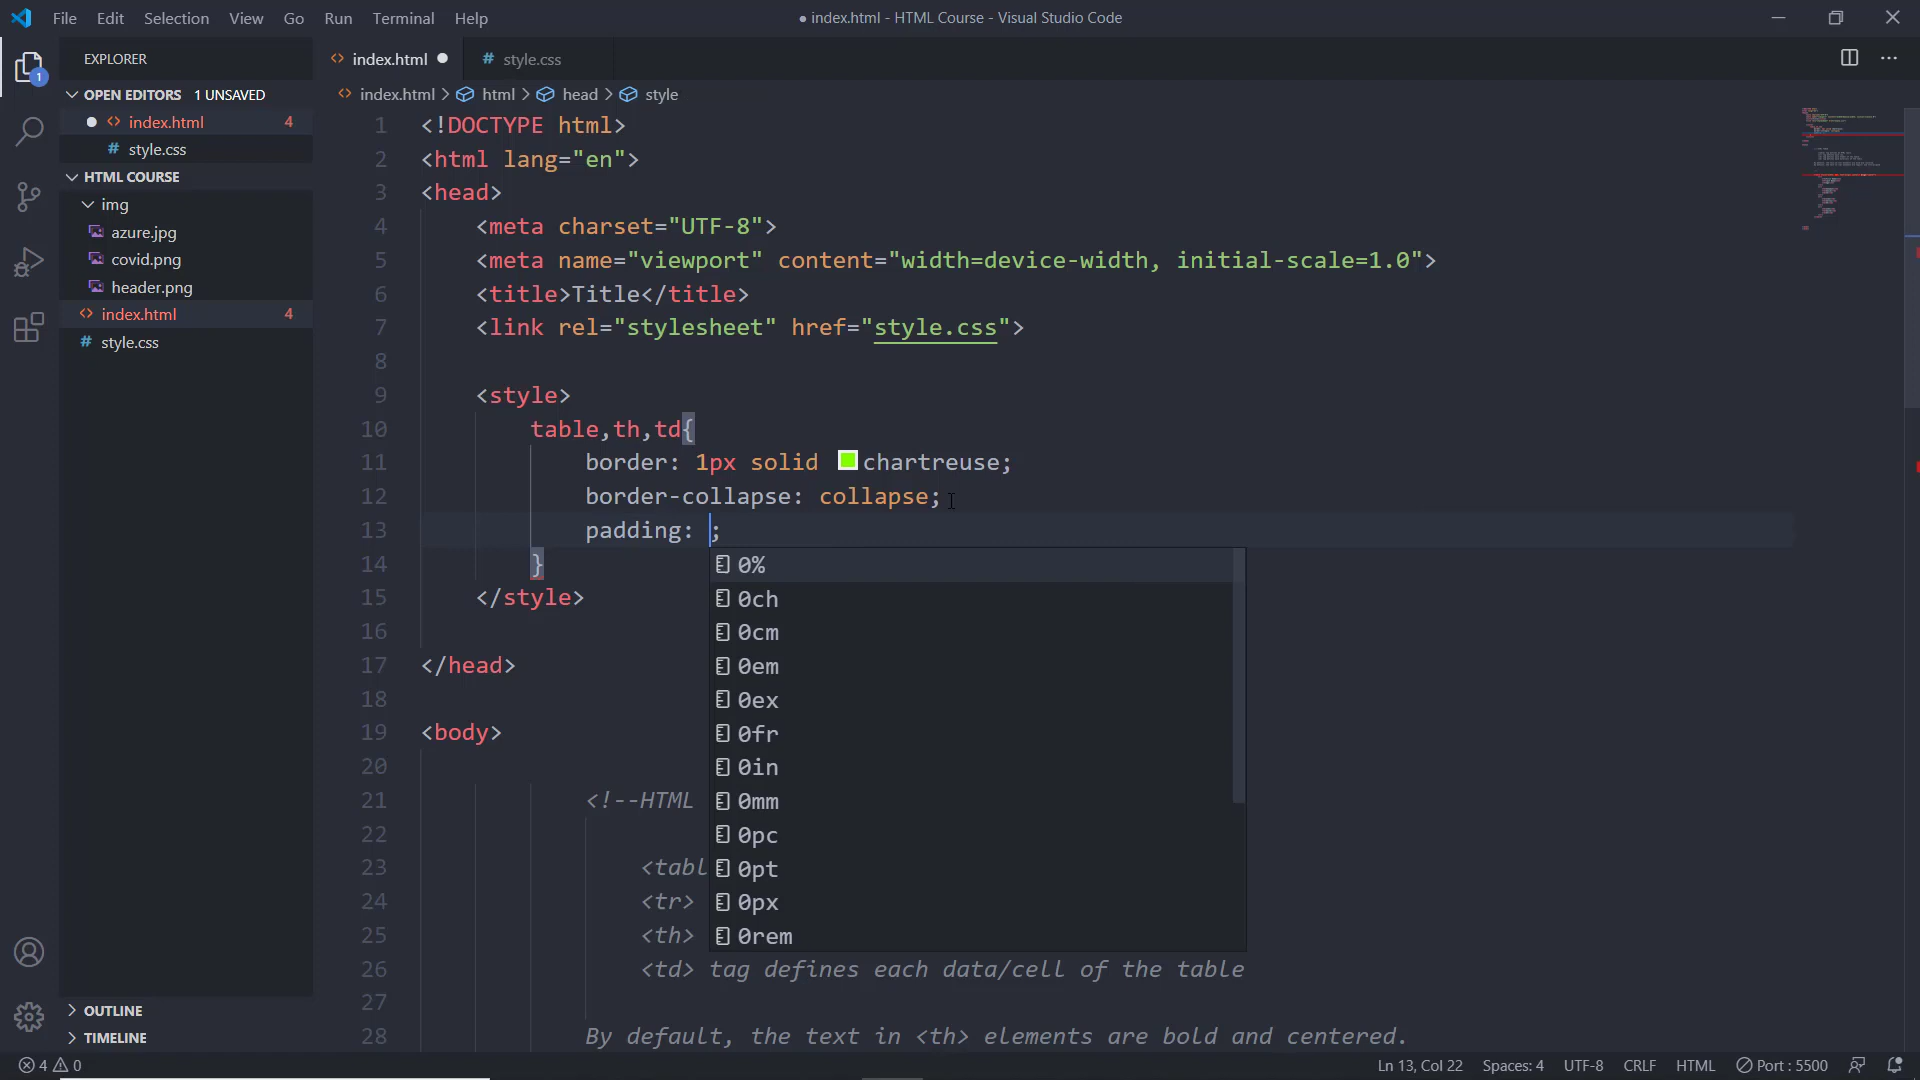 File Edit Selection View Go Run Terminal Help
● index.html - HTML Course - Visual Studio Code
EXPLORER
OPEN EDITORS 1 UNSAVED
index.html 4
style.css
HTML COURSE
img
azure.jpg
covid.png
header.png
index.html 4
style.css
OUTLINE
TIMELINE
1
index.html ●
# style.css
index.html > html > head > style
1 <!DOCTYPE html>
2 <html lang="en">
3 <head>
4 <meta charset="UTF-8">
5 <meta name="viewport" content="width=device-width, initial-scale=1.0">
6 <title>Title</title>
7 <link rel="stylesheet" href="style.css">
8
9 <style>
10 table,th,td{
11 border: 1px solid chartreuse;
12 border-collapse: collapse;
13 padding: ;
14 }
15 </style>
16
17 </head>
18
19 <body>
20
21 <!--HTML
22
23 <tabl
24 <tr>
25 <th>
26 <td> tag defines each data/cell of the table
27
28 By default, the text in <th> elements are bold and centered.
0%
0ch
0cm
0em
0ex
0fr
0in
0mm
0pc
0pt
0px
0rem
4 0
Ln 13, Col 22 Spaces: 4 UTF-8 CRLF HTML Port : 5500